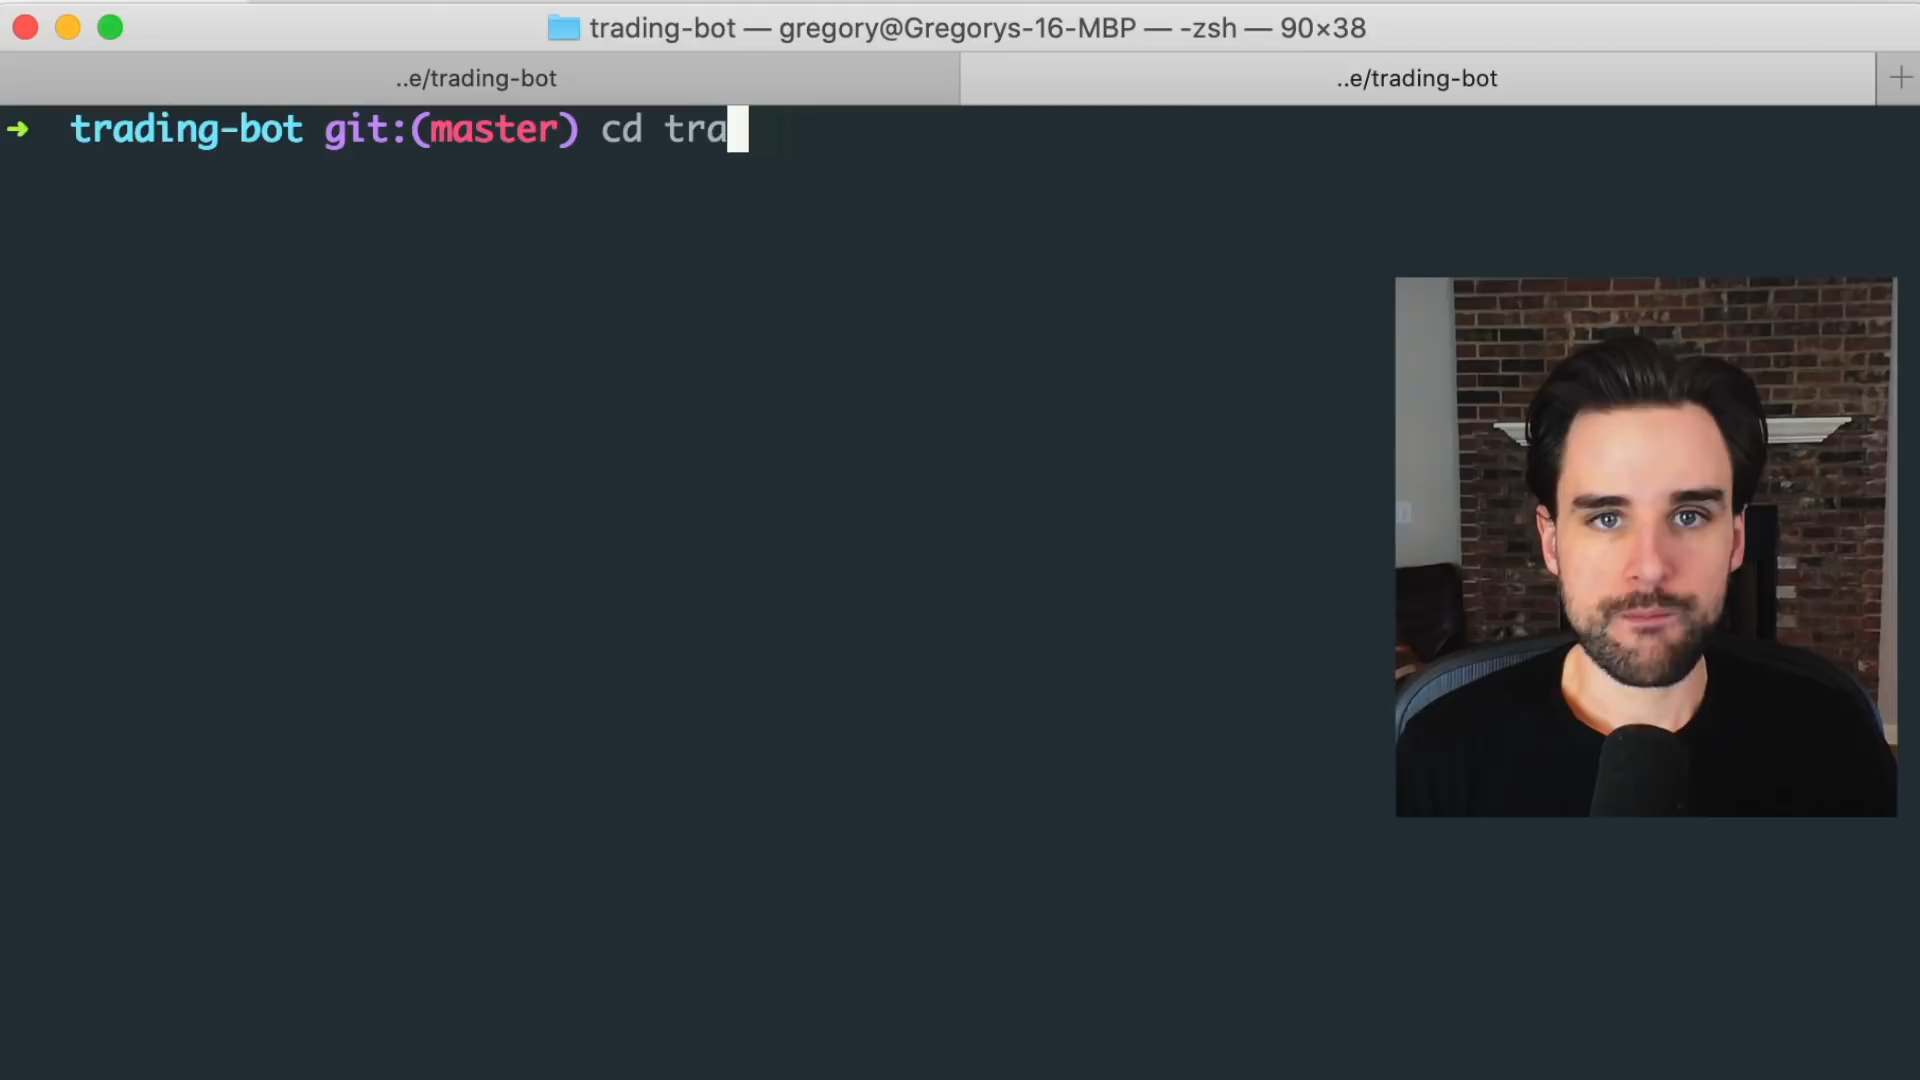 trading-bot — gregory@Gregorys-16-MBP — -zsh — 90×38
..e/trading-bot
..e/trading-bot
➜ trading-bot git:(master) cd tra